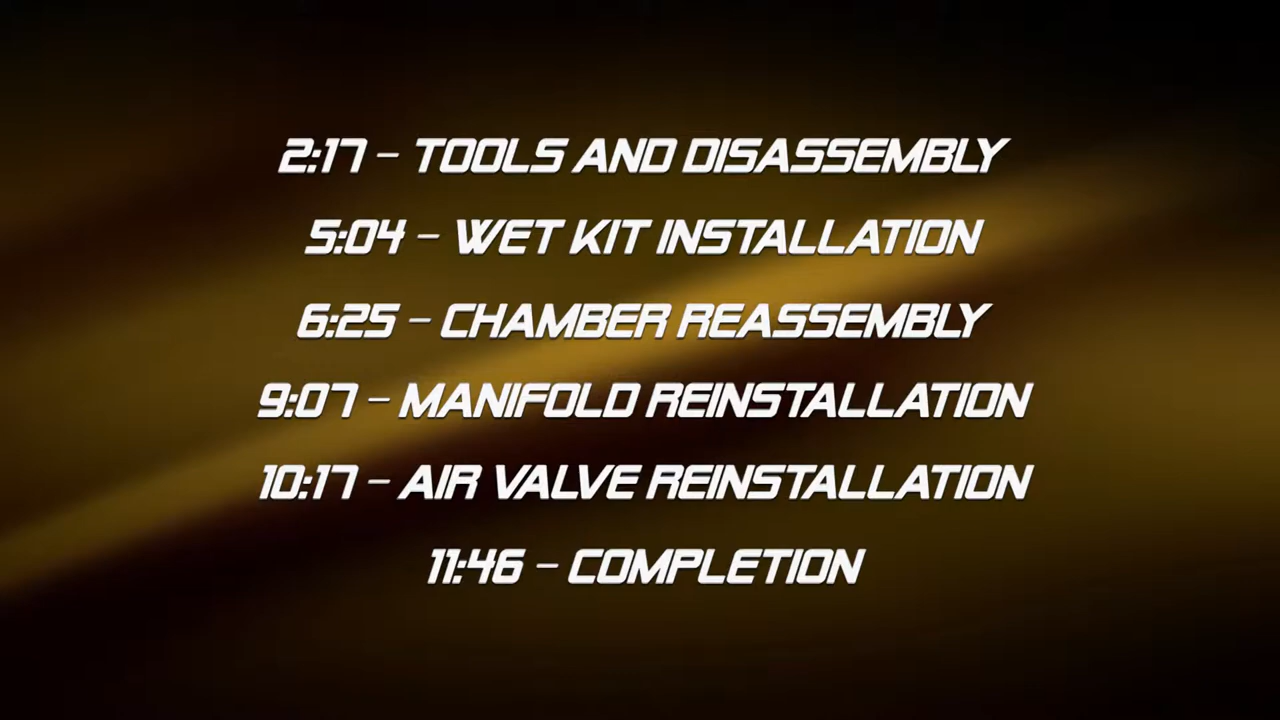 2:17 – TOOLS AND DISASSEMBLY
5:04 – WET KIT INSTALLATION
6:25 – CHAMBER REASSEMBLY
9:07 – MANIFOLD REINSTALLATION
10:17 – AIR VALVE REINSTALLATION
11:46 – COMPLETION